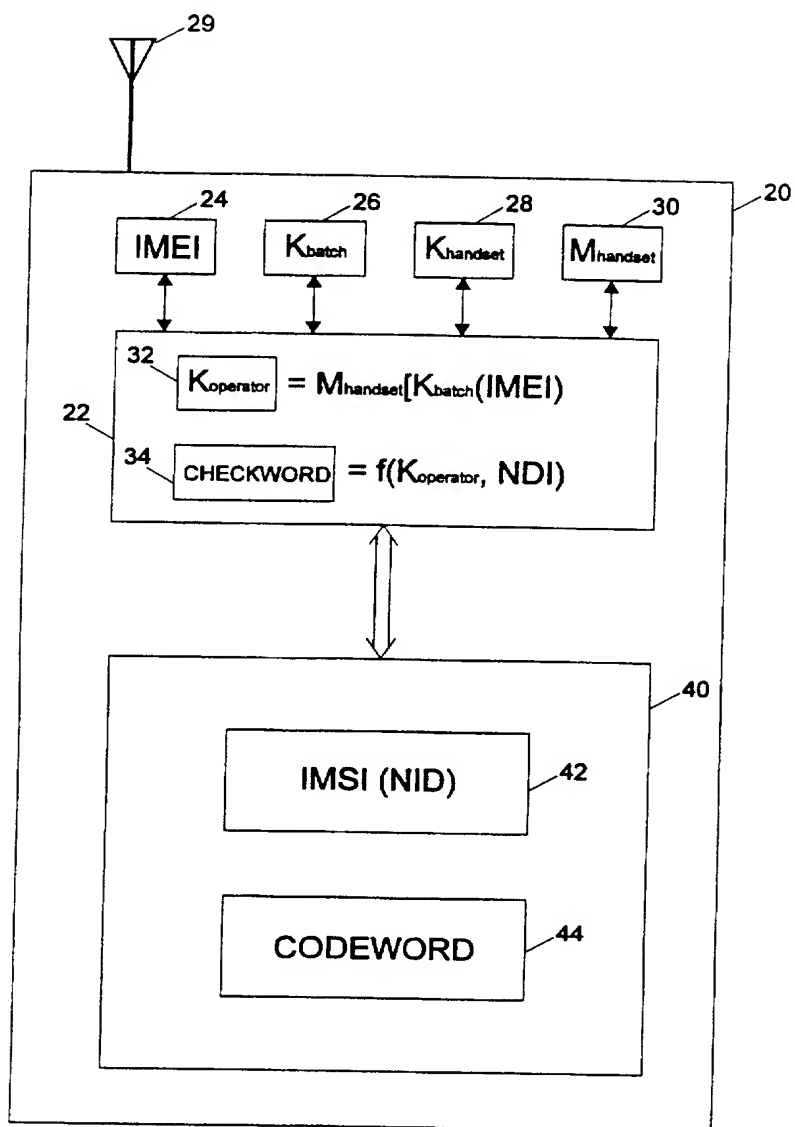 29
20
24 26 28 30
IMEI Kbatch Khandset Mhandset
32
Koperator = Mhandset[Kbatch(IMEI)
22
34
CHECKWORD = f(Koperator, NDI)
40
IMSI (NID) 42
CODEWORD 44